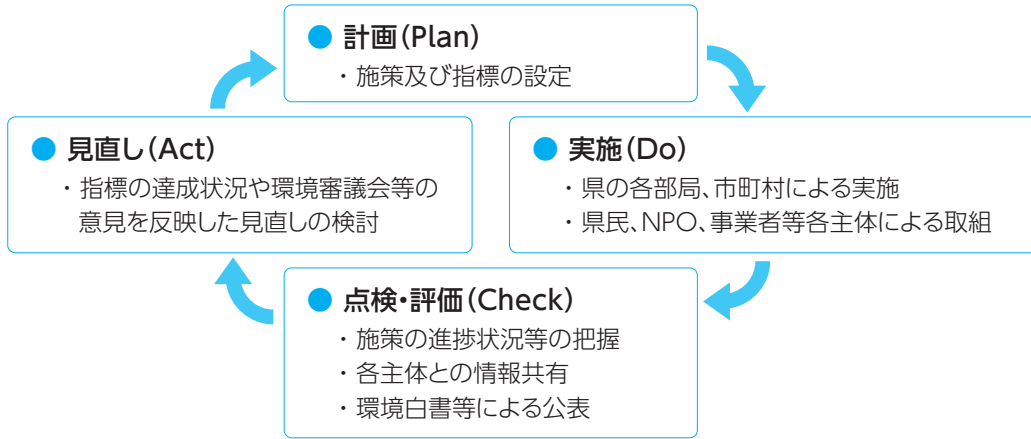 ● 計画(Plan)
・施策及び指標の設定
● 実施(Do)
・県の各部局、市町村による実施
・県民、NPO、事業者等各主体による取組
● 点検・評価(Check)
・施策の進捗状況等の把握
・各主体との情報共有
・環境白書等による公表
● 見直し(Act)
・指標の達成状況や環境審議会等の
意見を反映した見直しの検討